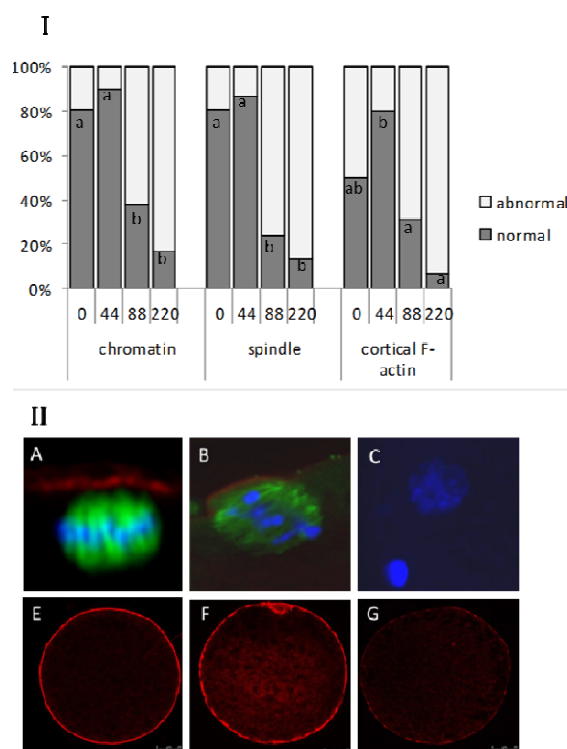 I
100%
80%
60%
40%
20%
0%
a a b b
a a b b
ab b a a
abnormal
normal
0 44 88 220 0 44 88 220 0 44 88 220
chromatin spindle cortical F-
actin
II
A B C
E F G